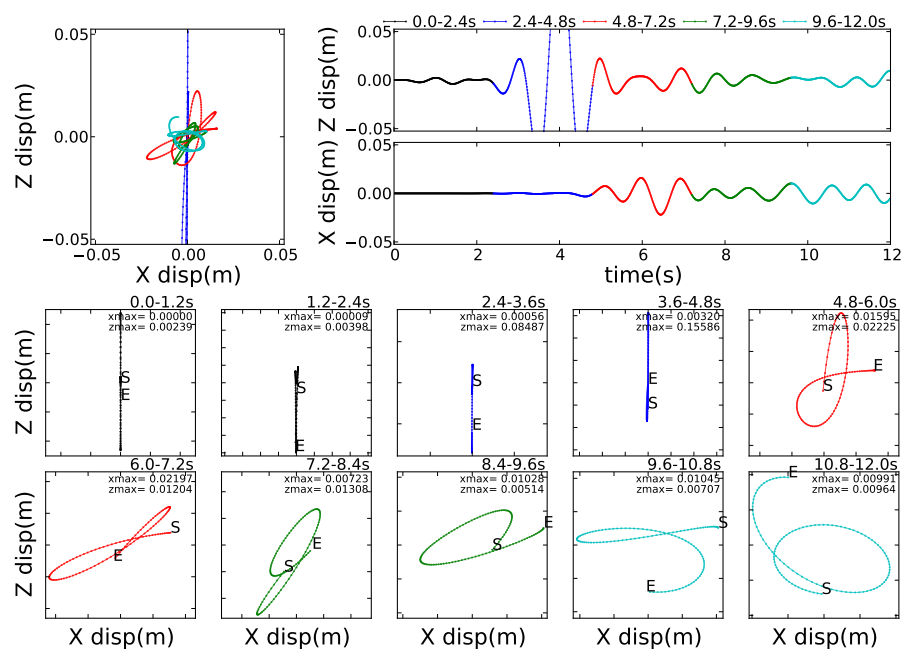 0.0-2.4s 2.4-4.8s 4.8-7.2s 7.2-9.6s 9.6-12.0s
0.05
0.00
−0.05
Z disp(m)
−0.05 0.00 0.05
X disp(m)
0.05
0.00
−0.05
Z disp(m)
0.05
0.00
−0.05
X disp(m)
0 2 4 6 8 10 12
time(s)
0.0-1.2s
xmax= 0.00000
zmax= 0.00239
S
E
Z disp(m)
1.2-2.4s
xmax= 0.00009
zmax= 0.00398
S
E
2.4-3.6s
xmax= 0.00056
zmax= 0.08487
S
E
3.6-4.8s
xmax= 0.00320
zmax= 0.15586
E
S
4.8-6.0s
xmax= 0.01595
zmax= 0.02225
E
S
6.0-7.2s
xmax= 0.02197
zmax= 0.01204
S
E
Z disp(m)
X disp(m)
7.2-8.4s
xmax= 0.00723
zmax= 0.01308
E
S
X disp(m)
8.4-9.6s
xmax= 0.01028
zmax= 0.00514
E
S
X disp(m)
9.6-10.8s
xmax= 0.01045
zmax= 0.00707
S
E
X disp(m)
10.8-12.0s
E
xmax= 0.00991
zmax= 0.00964
S
X disp(m)